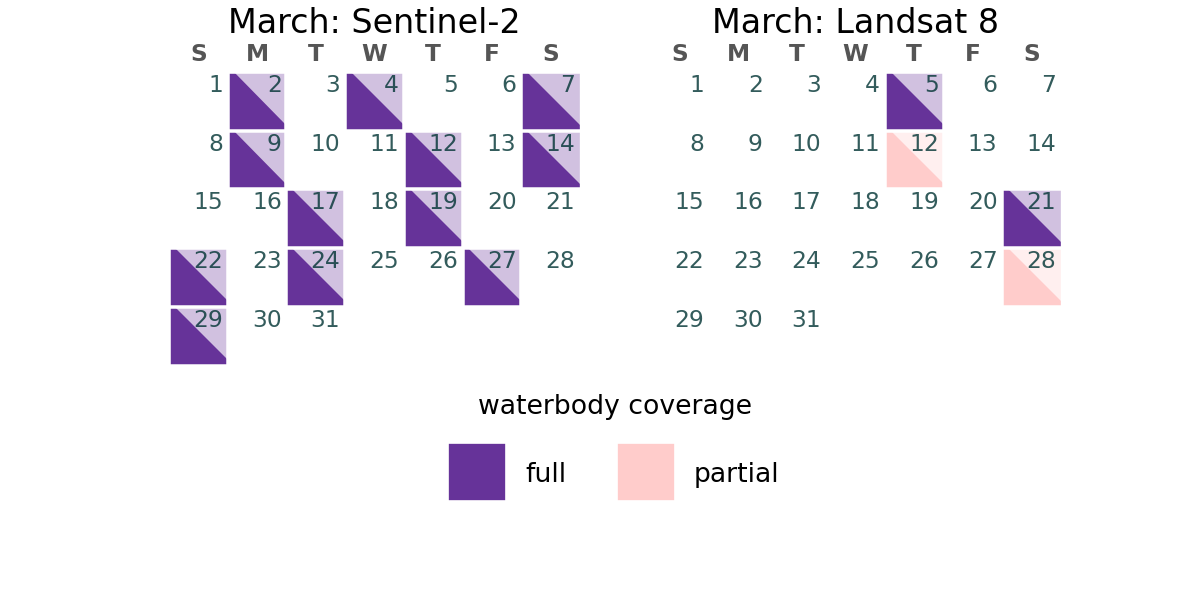 March: Sentinel-2
S M T W T F S
1 2 3 4 5 6 7
8 9 10 11 12 13 14
15 16 17 18 19 20 21
22 23 24 25 26 27 28
29 30 31
March: Landsat 8
S M T W T F S
1 2 3 4 5 6 7
8 9 10 11 12 13 14
15 16 17 18 19 20 21
22 23 24 25 26 27 28
29 30 31
waterbody coverage
full partial